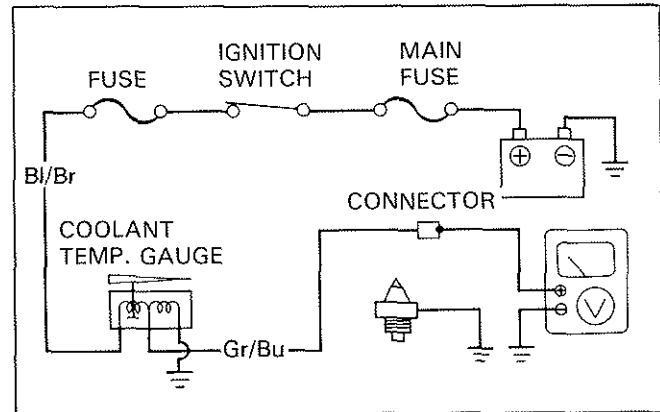 FUSE
IGNITION
SWITCH
MAIN
FUSE
Bl/Br
+ −
CONNECTOR
COOLANT
TEMP. GAUGE
Gr/Bu
+
−
V